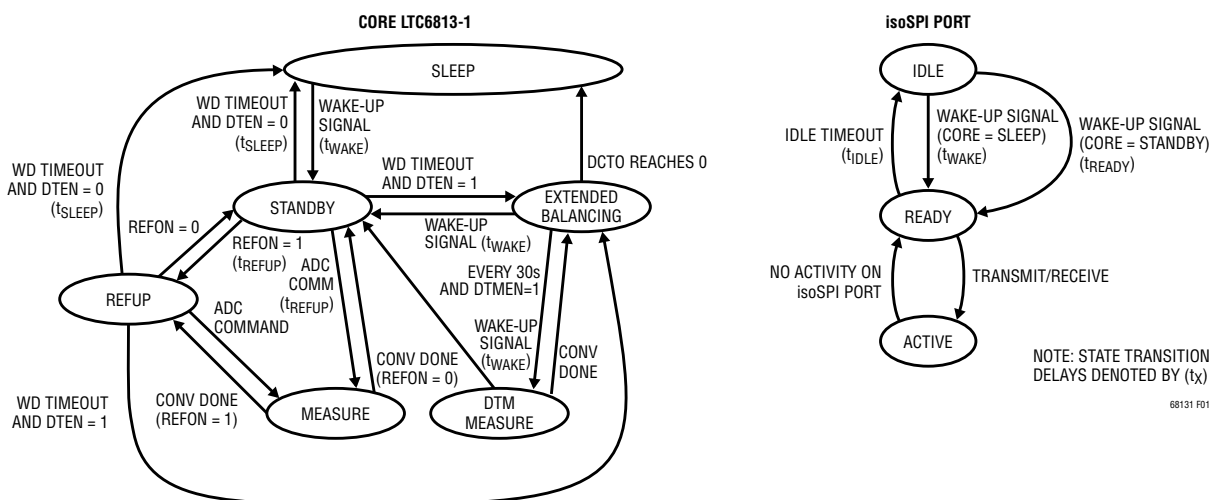 CORE LTC6813-1
SLEEP
WD TIMEOUT
AND DTEN = 0
(tSLEEP)
WAKE-UP
SIGNAL
(tWAKE)
DCTO REACHES 0
WD TIMEOUT
AND DTEN = 0
(tSLEEP)
WD TIMEOUT
AND DTEN = 1
STANDBY
EXTENDED
BALANCING
REFON = 0
REFON = 1
(tREFUP)
WAKE-UP
SIGNAL (tWAKE)
ADC
COMM
(tREFUP)
EVERY 30s
AND DTMEN=1
REFUP
ADC
COMMAND
WAKE-UP
SIGNAL
(tWAKE)
CONV
DONE
CONV DONE
(REFON = 0)
WD TIMEOUT
AND DTEN = 1
CONV DONE
(REFON = 1)
MEASURE
DTM
MEASURE
isoSPI PORT
IDLE
IDLE TIMEOUT
(tIDLE)
WAKE-UP SIGNAL
(CORE = SLEEP)
(tWAKE)
WAKE-UP SIGNAL
(CORE = STANDBY)
(tREADY)
READY
NO ACTIVITY ON
isoSPI PORT
TRANSMIT/RECEIVE
ACTIVE
NOTE: STATE TRANSITION
DELAYS DENOTED BY (tX)
68131 F01